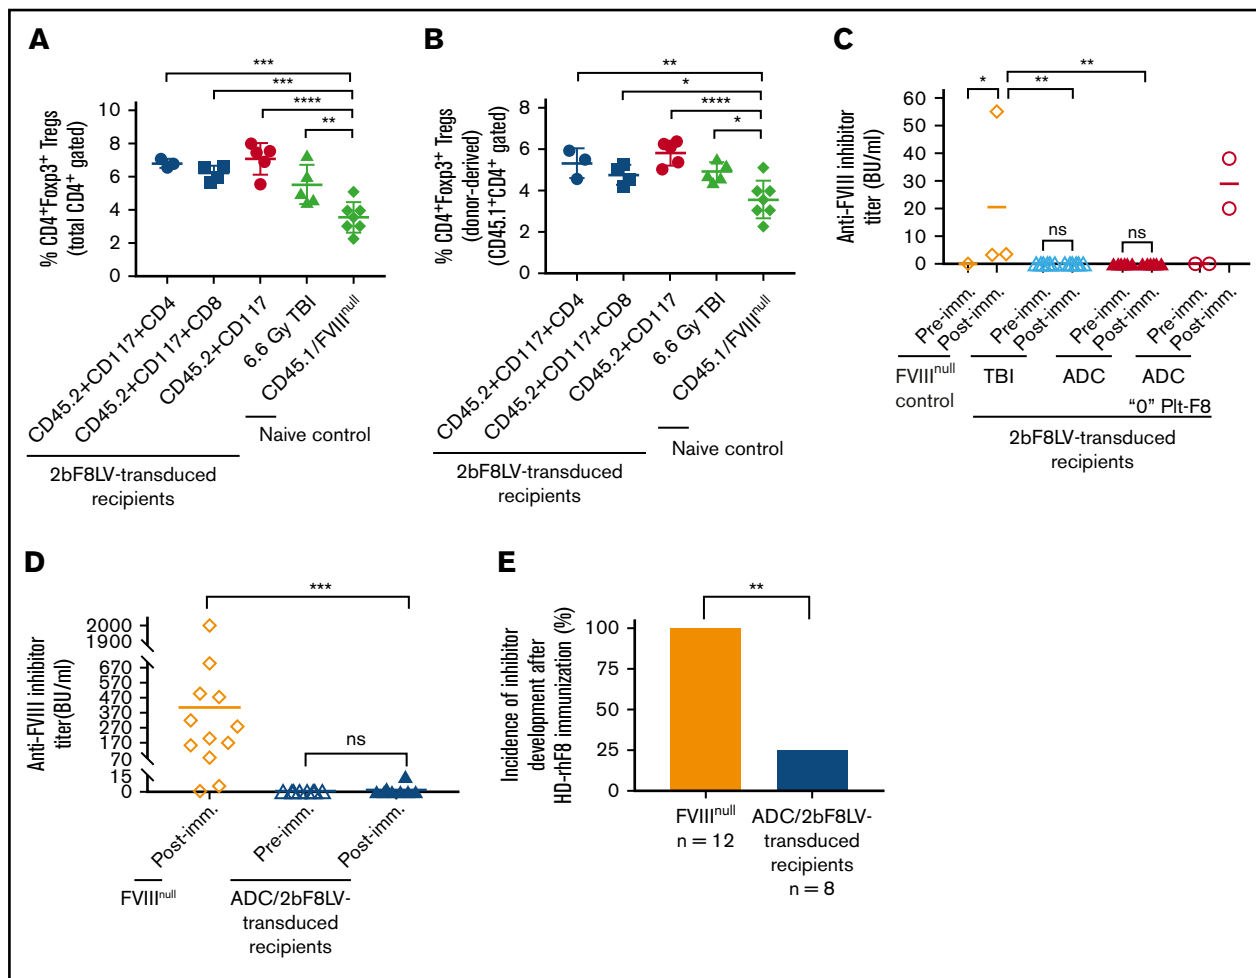 A
***
***
****
**
10
8
6
4
2
0
% CD4+Foxp3+ Tregs
(total CD4+ gated)
CD45.2+CD117+CD4
CD45.2+CD117+CD8
CD45.2+CD117
6.6 Gy TBI
CD45.1/FVIIInull
Naive control
2bF8LV-transduced
recipients
B
**
*
****
*
8
6
4
2
0
% CD4+Foxp3+ Tregs
(donor-derived)
(CD45.1+CD4+ gated)
CD45.2+CD117+CD4
CD45.2+CD117+CD8
CD45.2+CD117
6.6 Gy TBI
CD45.1/FVIIInull
Naive control
2bF8LV-transduced
recipients
C
*
**
**
ns
ns
60
50
40
30
20
10
0
Anti-FVIII inhibitor
titer (BU/ml)
Pre-imm.
Post-imm.
Pre-imm.
Post-imm.
Pre-imm.
Post-imm.
Pre-imm.
Post-imm.
FVIIInull
control
TBI
ADC
ADC
"0" Plt-F8
2bF8LV-transduced
recipients
D
***
ns
2000
1900
670
570
470
370
270
170
70
15
0
Anti-FVIII inhibitor
titer(BU/ml)
Post-imm.
Pre-imm.
Post-imm.
FVIIInull
ADC/2bF8LV-
transduced
recipients
E
**
100
75
50
25
0
Incidence of inhibitor
development after
HD-rhF8 immunization (%)
FVIIInull
n = 12
ADC/2bF8LV-
transduced
recipients
n = 8